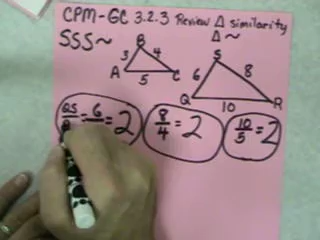 CPM-GC 3.2.3 Review Δ similarity
SSS~ Δ ~
B S
3 4 6 8
A 5 C Q 10 R
6/3 = 2 8/4 = 2 10/5 = 2